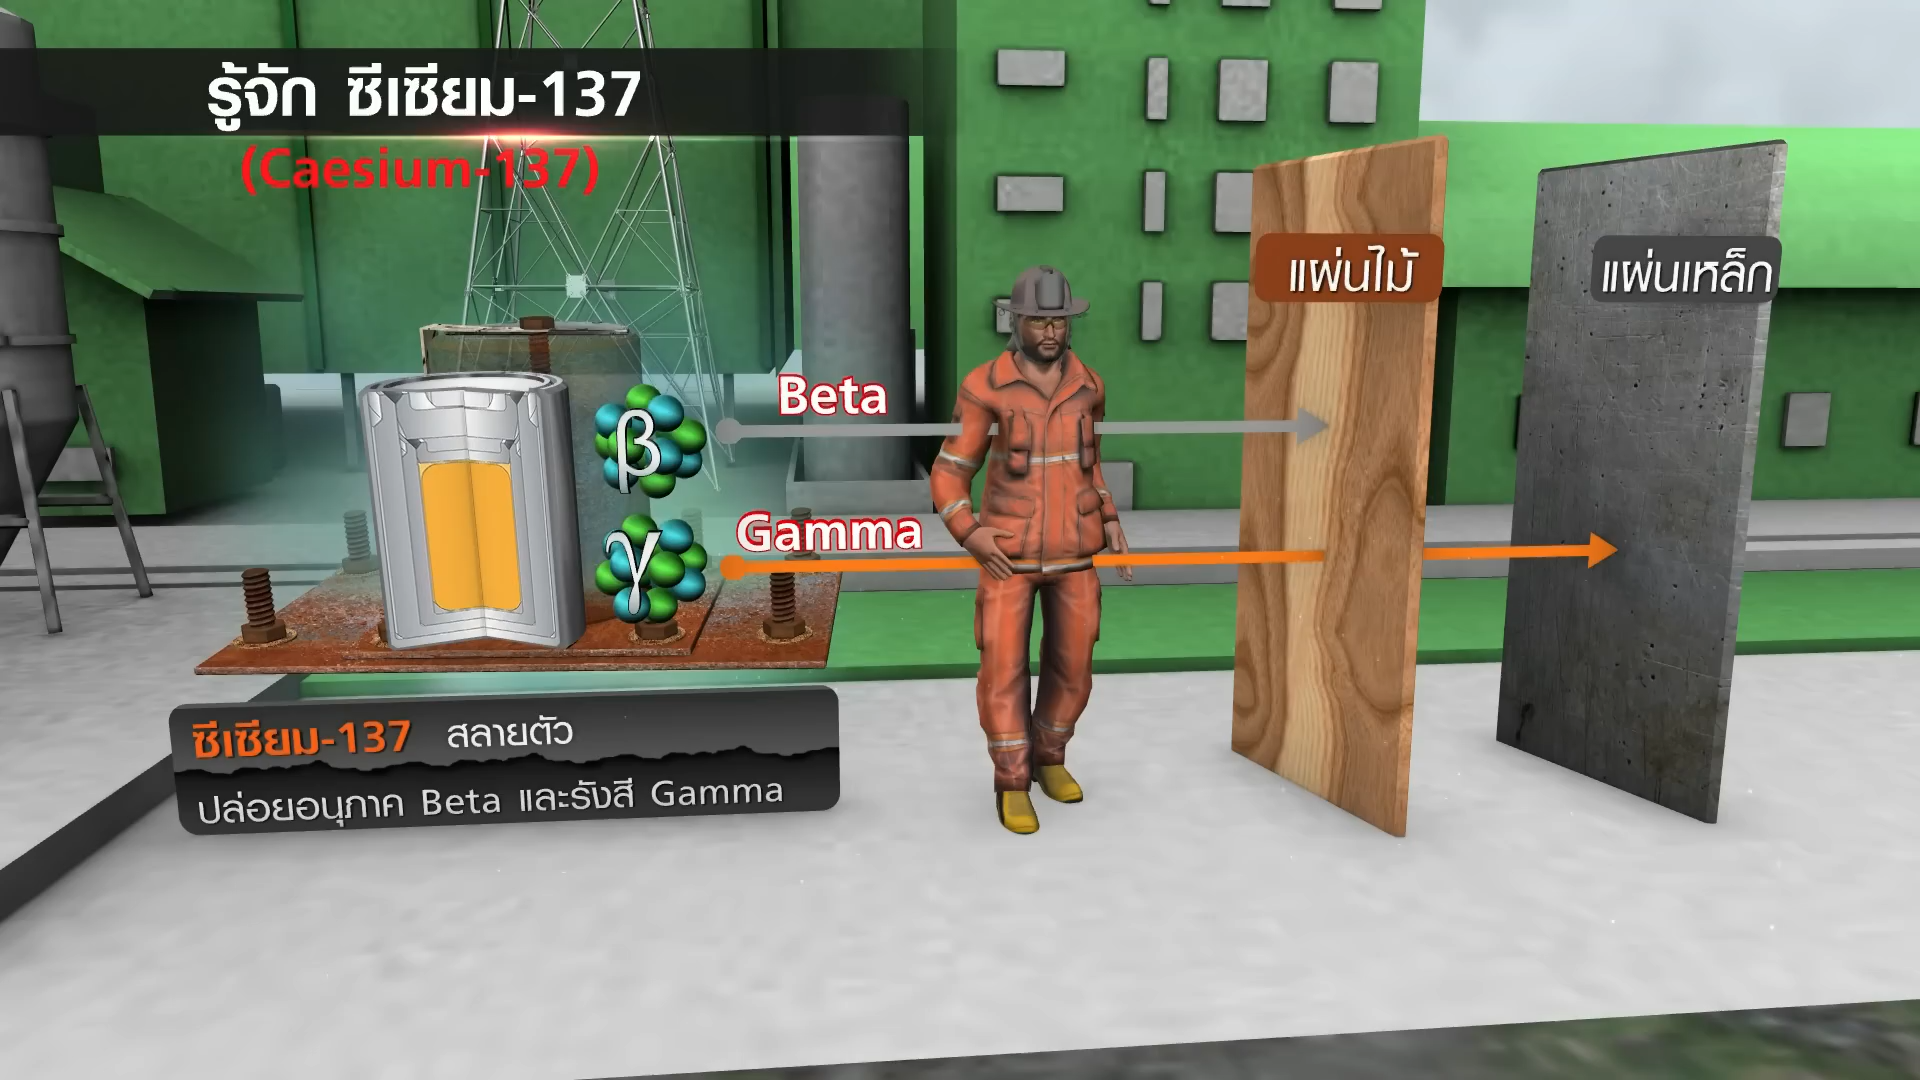 รู้จัก ซีเซียม-137
(Caesium-137)
แผ่นไม้
แผ่นเหล็ก
Beta
β
Gamma
γ
ซีเซียม-137 สลายตัว
ปล่อยอนุภาค Beta และรังสี Gamma